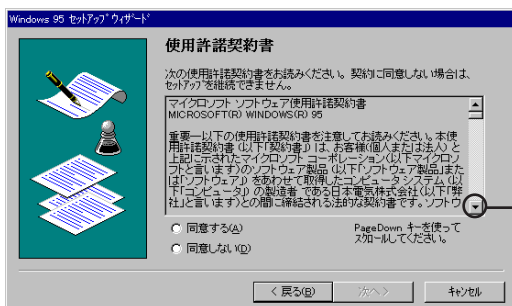 Windows 95 セットアップ ウィザード
使用許諾契約書
次の使用許諾契約書をお読みください。契約に同意しない場合は、
セットアップを継続できません。
マイクロソフト ソフトウェア使用許諾契約書
MICROSOFT(R) WINDOWS(R) 95
重要－以下の使用許諾契約書を注意してお読みください。本使
用許諾契約書（以下「契約書」）は、お客様（個人または法人）と
上記に示されたマイクロソフト コーポレーション（以下マイクロソ
フトと言います）のソフトウェア製品（以下「ソフトウェア製品」また
は「ソフトウェア」）をあわせて取得したコンピュータシステム（以
下「コンピュータ」）の製造者 である日本電気株式会社（以下「弊
社」と言います）との間に締結される法的な契約書です。ソフトウ
同意する(A)
同意しない(D)
PageDown キーを使って
スクロールしてください。
< 戻る(B)
次へ >
キャンセル